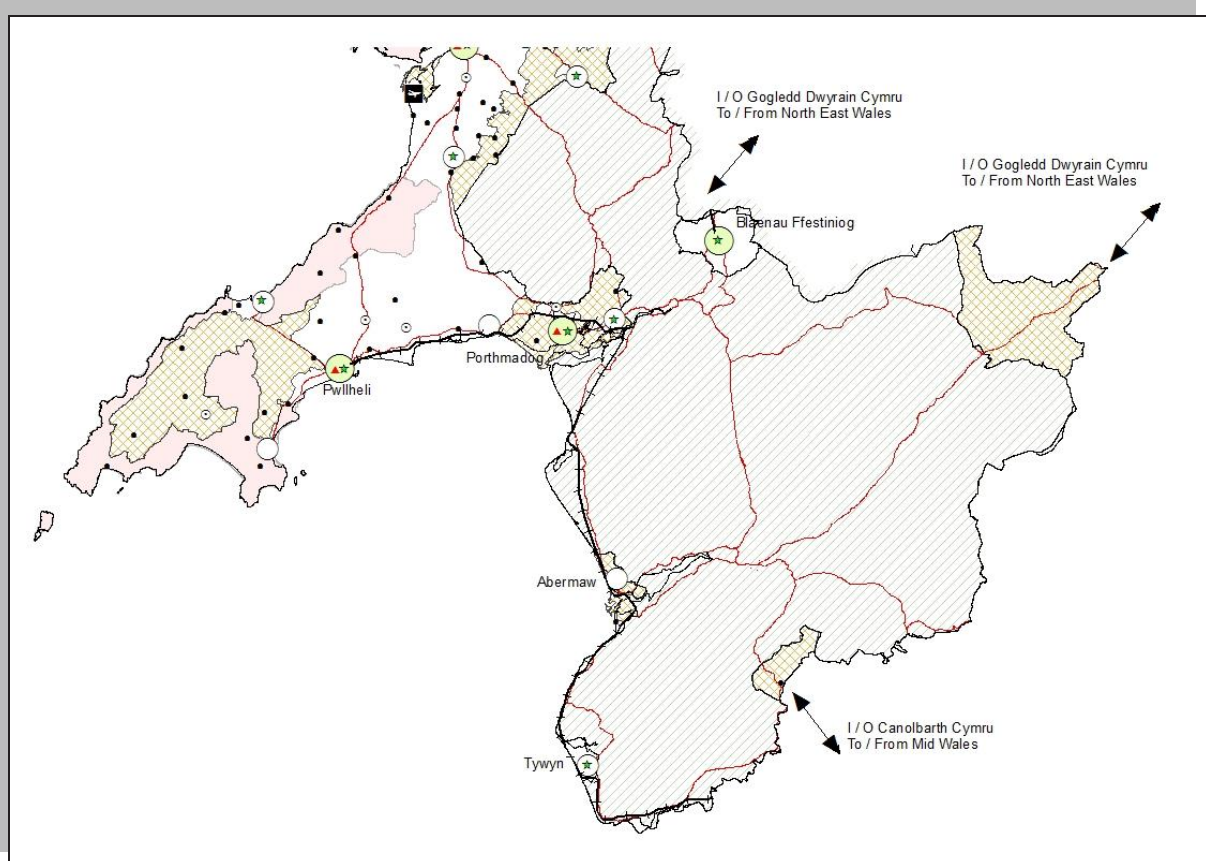 I / O Gogledd Dwyrain Cymru
To / From North East Wales
I / O Gogledd Dwyrain Cymru
To / From North East Wales
Blaenau Ffestiniog
Porthmadog
Pwllheli
Abermaw
I / O Canolbarth Cymru
To / From Mid Wales
Tywyn